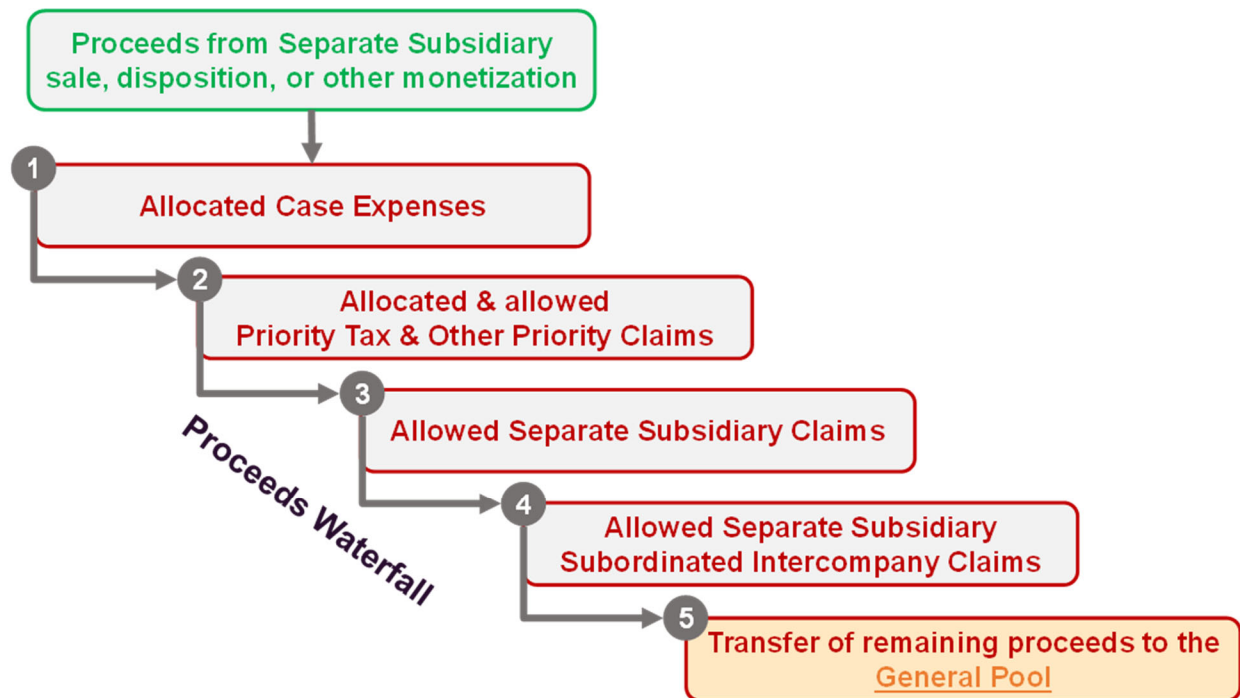 Proceeds from Separate Subsidiary
sale, disposition, or other monetization
1
Allocated Case Expenses
2
Allocated & allowed
Priority Tax & Other Priority Claims
3
Allowed Separate Subsidiary Claims
Proceeds Waterfall
4
Allowed Separate Subsidiary
Subordinated Intercompany Claims
5
Transfer of remaining proceeds to the
General Pool